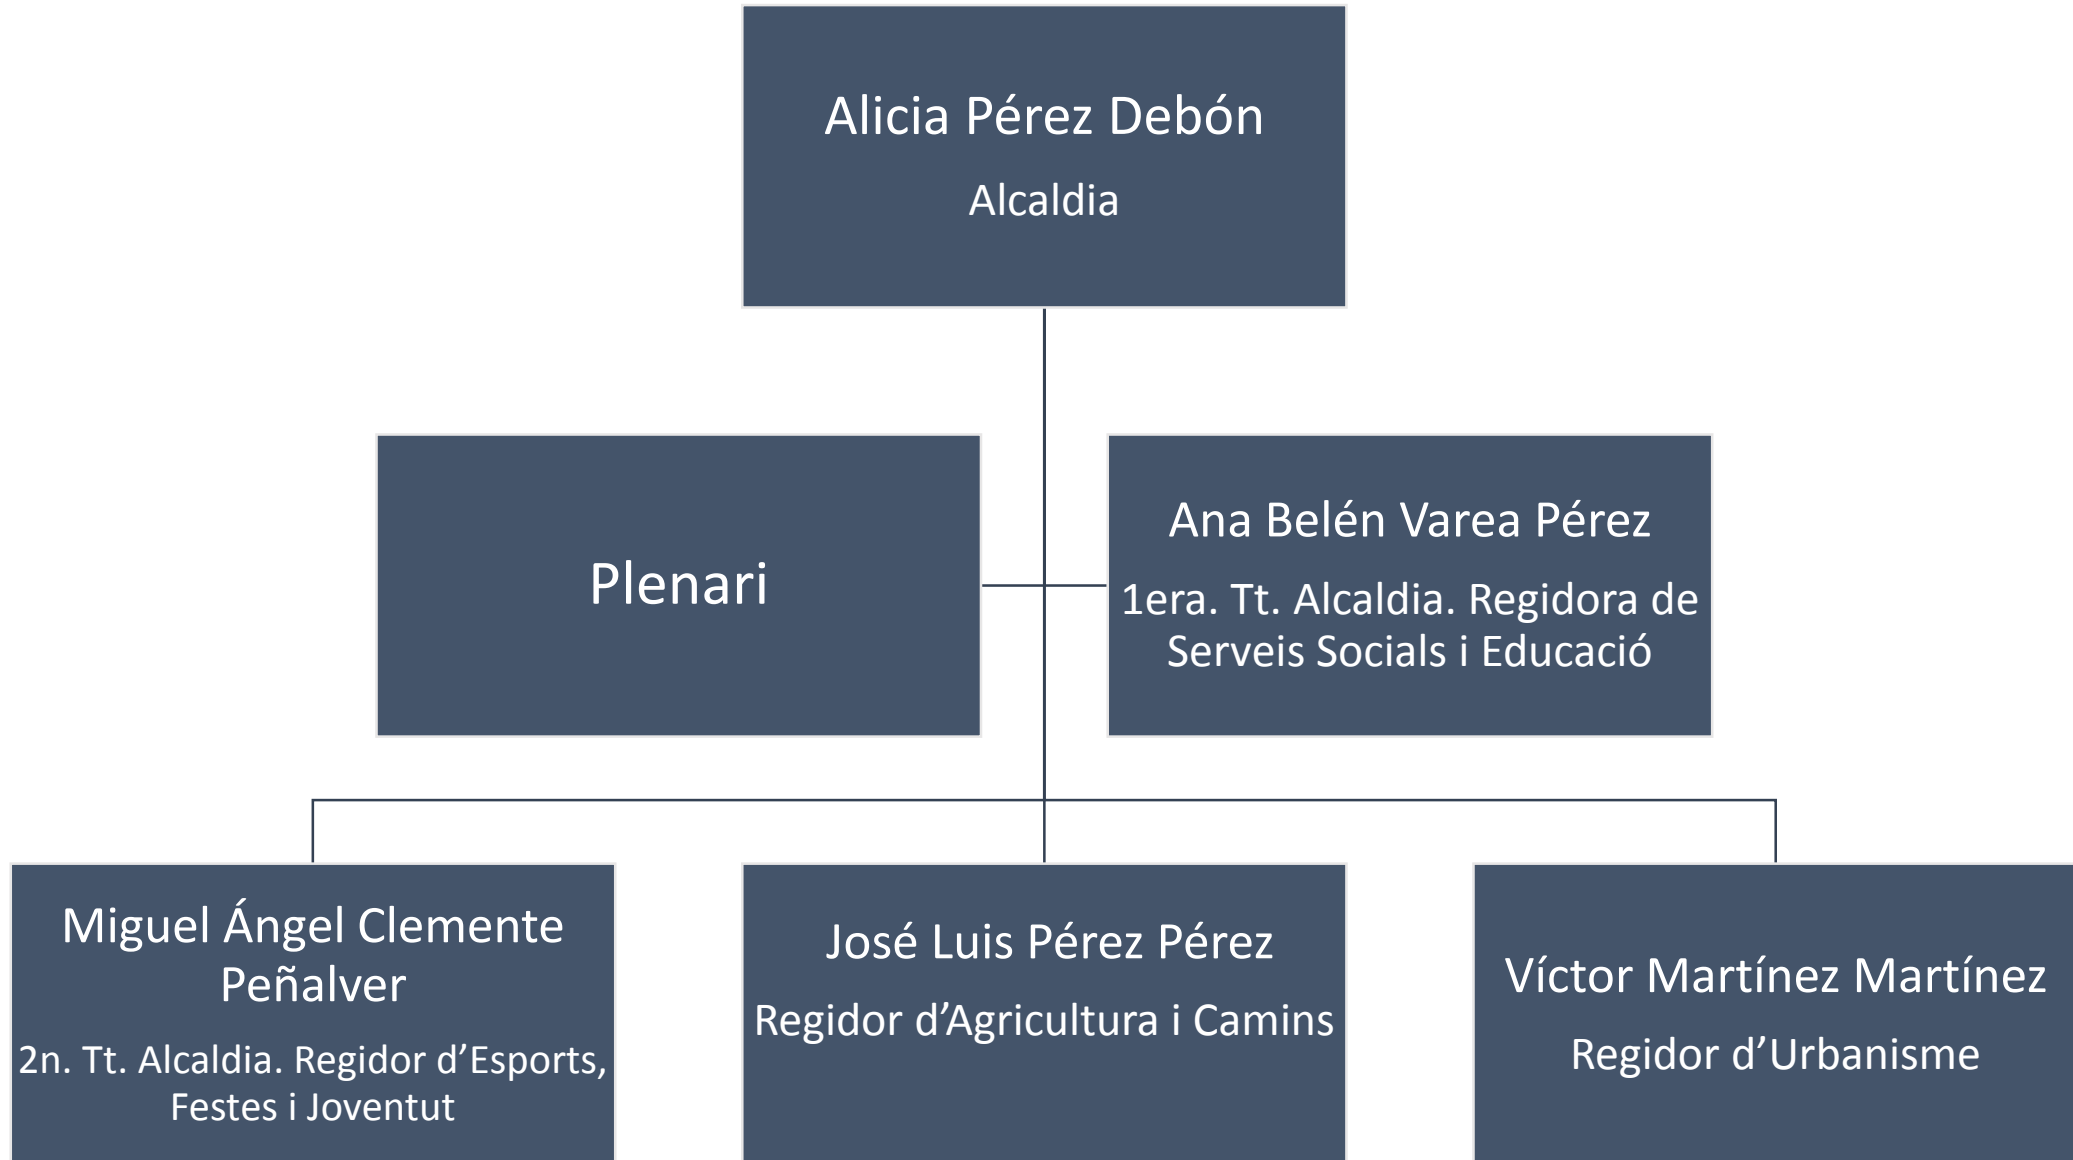 Alicia Pérez Debón
Alcaldia
Plenari
Ana Belén Varea Pérez
1era. Tt. Alcaldia. Regidora de
Serveis Socials i Educació
Miguel Ángel Clemente
Peñalver
2n. Tt. Alcaldia. Regidor d’Esports,
Festes i Joventut
José Luis Pérez Pérez
Regidor d’Agricultura i Camins
Víctor Martínez Martínez
Regidor d’Urbanisme